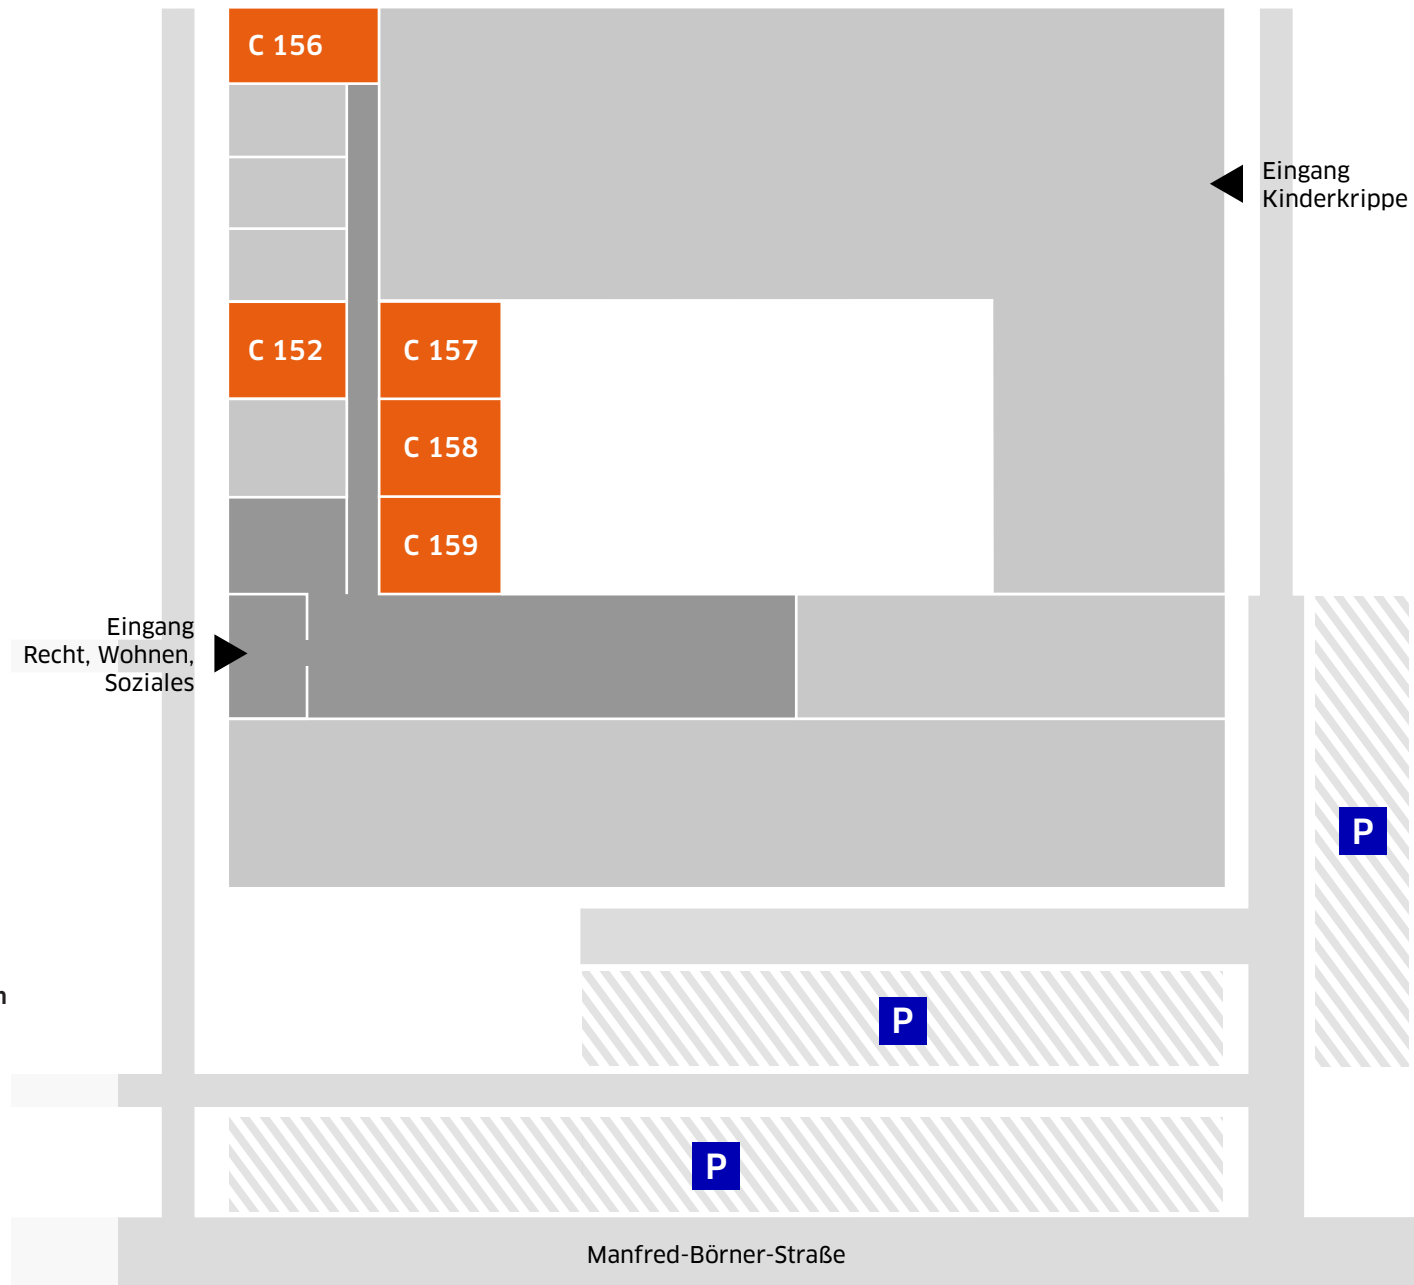 C 156
Eingang
Kinderkrippe
C 152
C 157
C 158
C 159
Eingang
Recht, Wohnen,
Soziales
P
n
P
P
Manfred-Börner-Straße